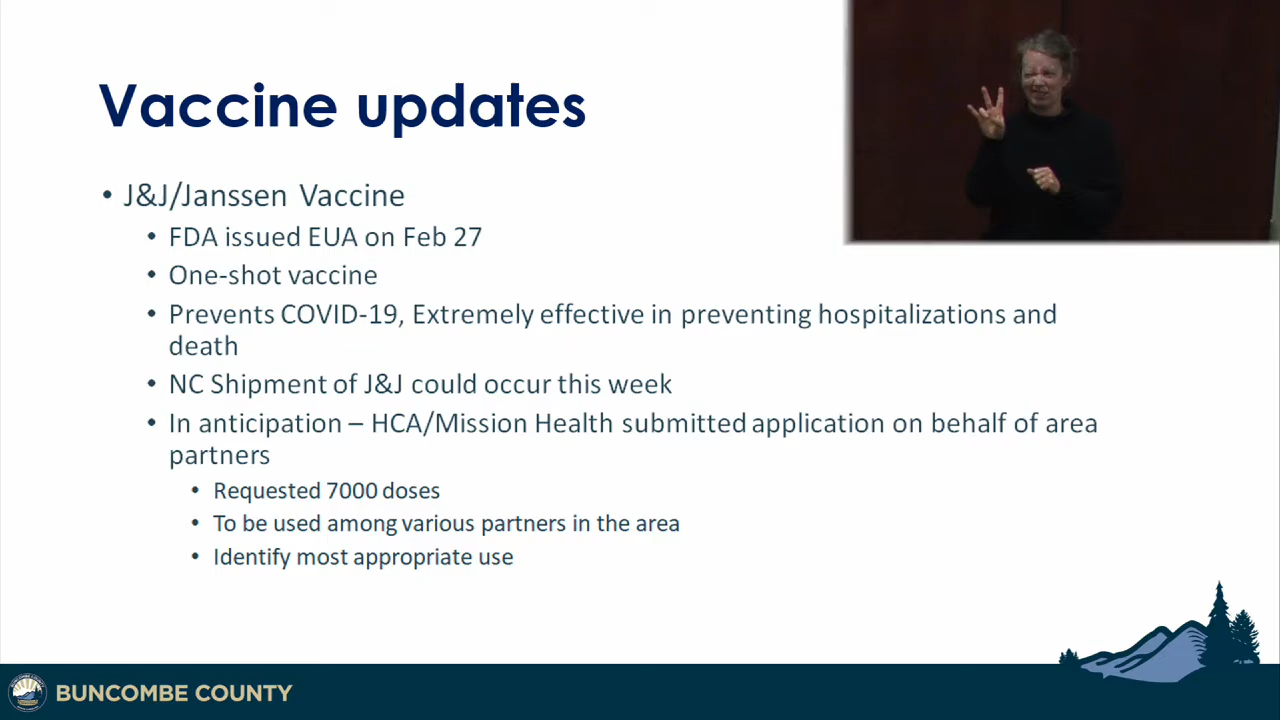 Vaccine updates
• J&J/Janssen Vaccine
• FDA issued EUA on Feb 27
• One-shot vaccine
• Prevents COVID-19, Extremely effective in preventing hospitalizations and
death
• NC Shipment of J&J could occur this week
• In anticipation – HCA/Mission Health submitted application on behalf of area
partners
• Requested 7000 doses
• To be used among various partners in the area
• Identify most appropriate use
BUNCOMBE COUNTY